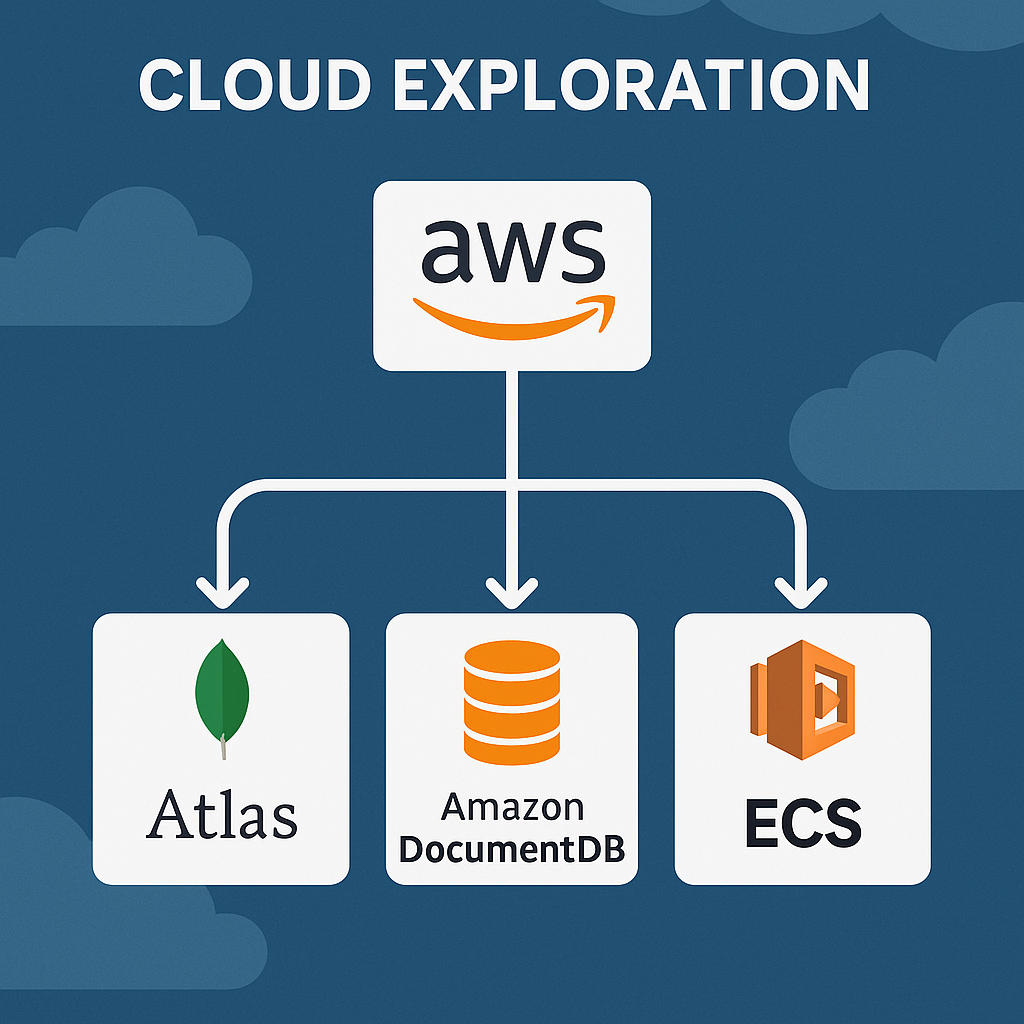 CLOUD EXPLORATION
aws
Atlas
Amazon
DocumentDB
ECS